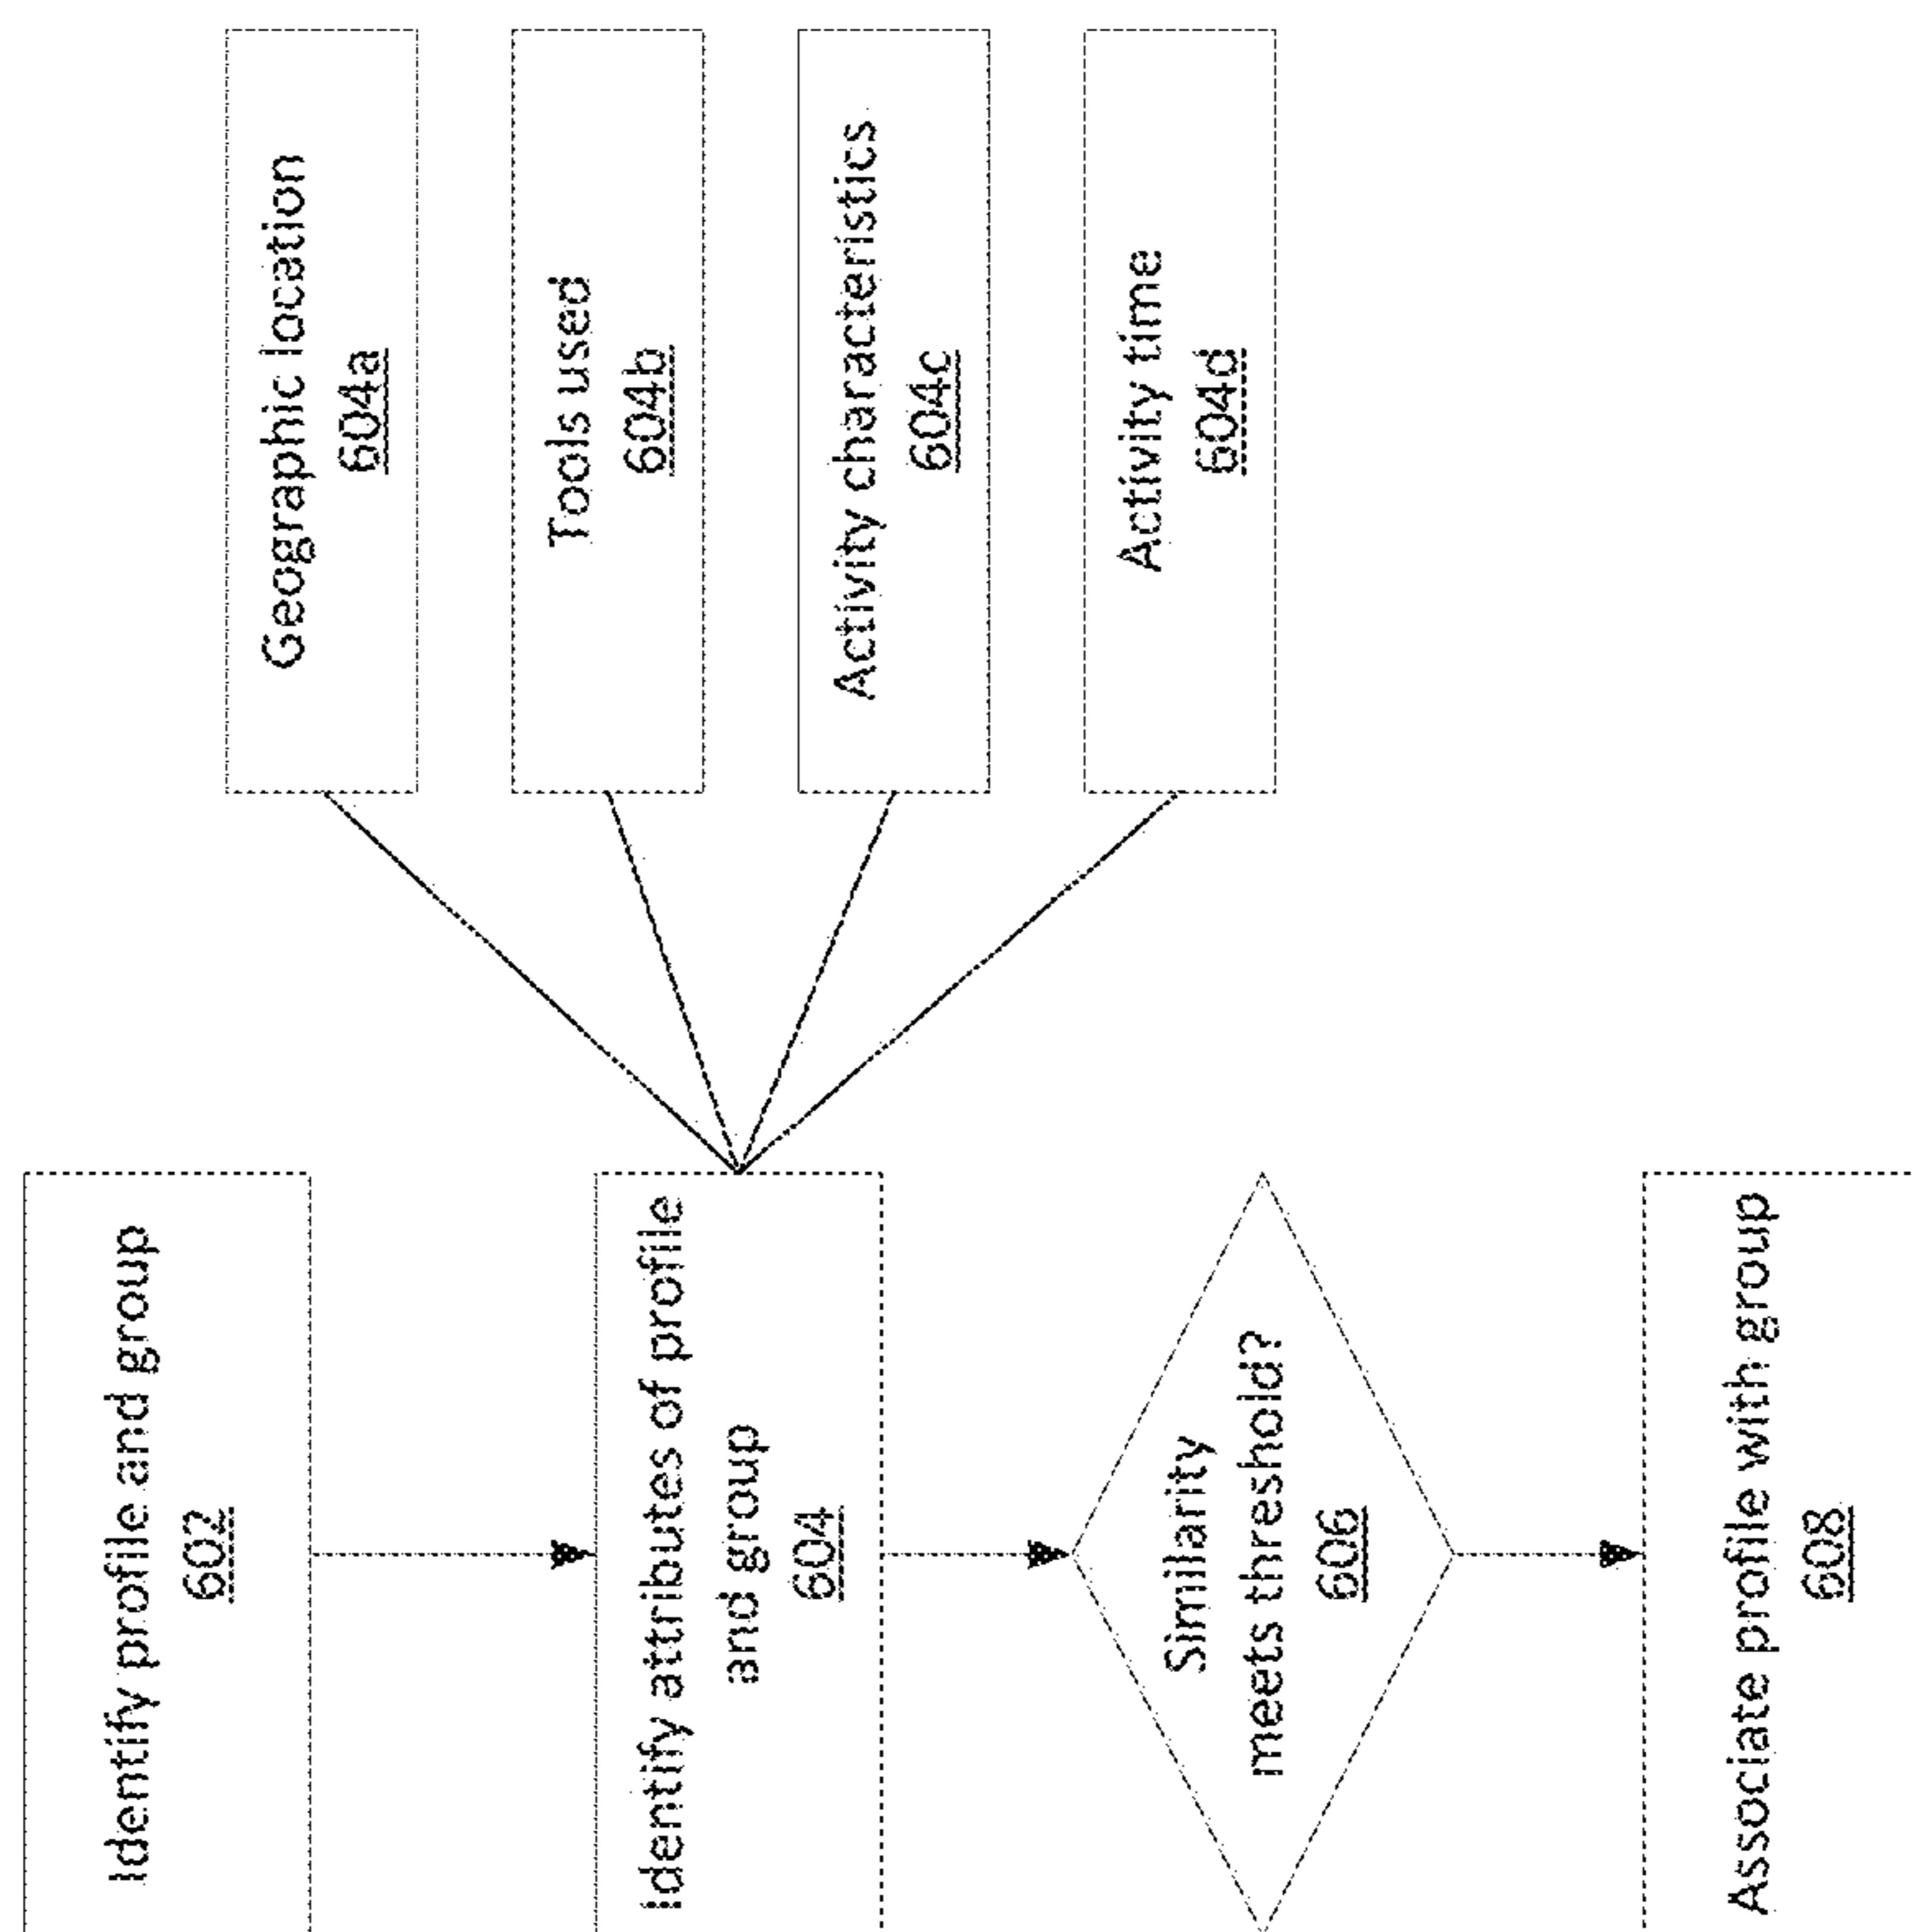 Identify profile and group
602
Identify attributes of profile
and group
604
Similarity
meets threshold?
606
Associate profile with group
608
Geographic location
604a
Tools used
604b
Activity characteristics
604c
Activity time
604d